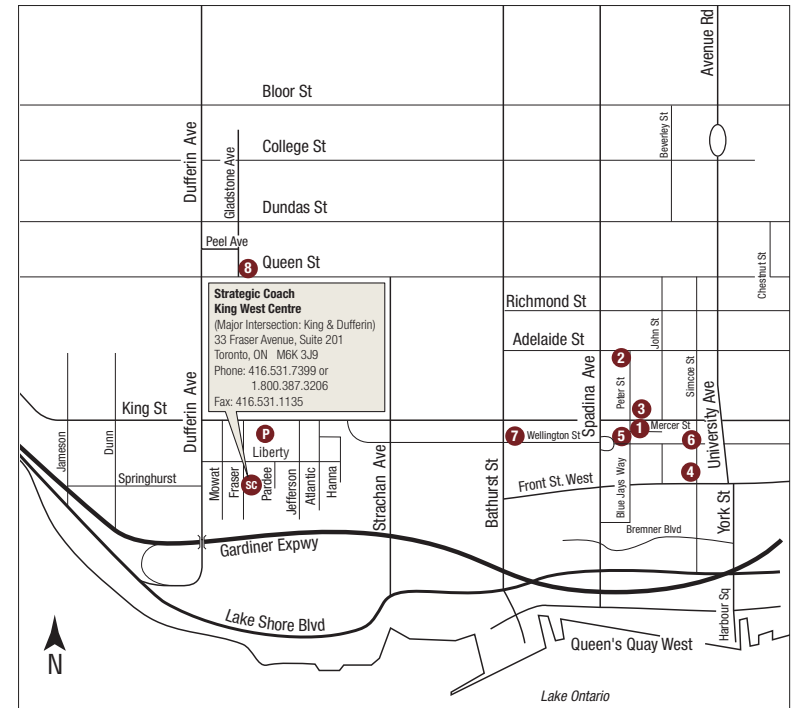 Avenue Rd
Bloor St
Beverley St
Dufferin Ave
Gladstone Ave
College St
Dundas St
Peel Ave
8
Queen St
Chestnut St
Strategic Coach
King West Centre
(Major Intersection: King & Dufferin)
33 Fraser Avenue, Suite 201
Toronto, ON M6K 3J9
Phone: 416.531.7399 or
1.800.387.3206
Fax: 416.531.1135
Richmond St
Adelaide St
John St
Simcoe St
2
Spadina Ave
Peter St
University Ave
Dufferin Ave
King St
3
P
Liberty
7
Wellington St
5
1
Mercer St
6
Jameson
Dunn
Springhurst
Mowat
Fraser
SC
Pardee
Jefferson
Atlantic
Hanna
Strachan Ave
Bathurst St
Front St. West
Blue Jays Way
4
York St
Bremner Blvd
Gardiner Expwy
Lake Shore Blvd
Harbour Sq
Queen's Quay West
N
Lake Ontario